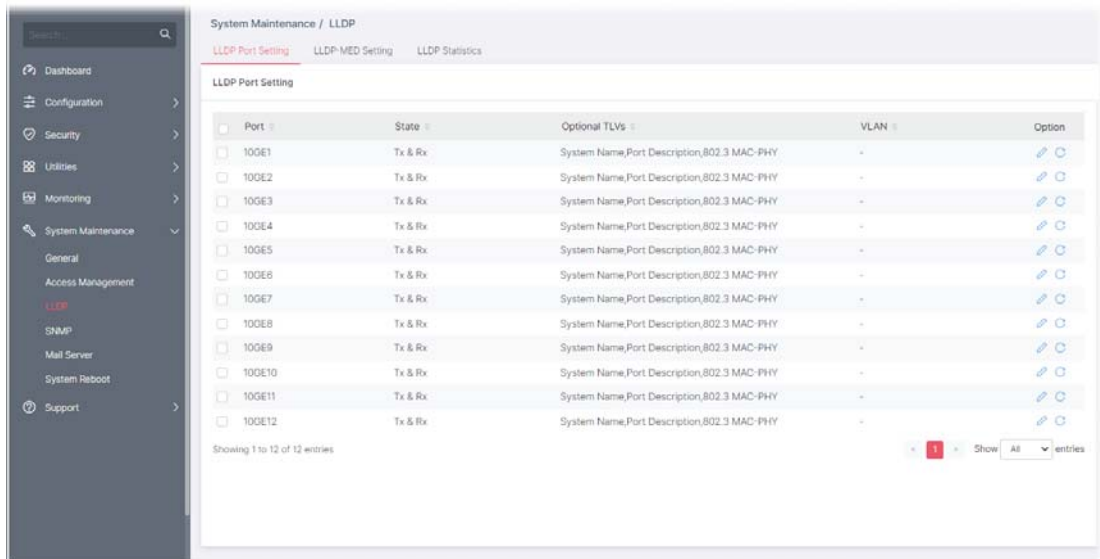 Search...
System Maintenance / LLDP
LLDP Port Setting LLDP-MED Setting LLDP Statistics
LLDP Port Setting
Dashboard
Configuration
Security
Utilities
Monitoring
System Maintenance
General
Access Management
LLDP
SNMP
Mail Server
System Reboot
Support
Port State Optional TLVs VLAN Option
10GE1 Tx & Rx System Name,Port Description,802.3 MAC-PHY -
10GE2 Tx & Rx System Name,Port Description,802.3 MAC-PHY -
10GE3 Tx & Rx System Name,Port Description,802.3 MAC-PHY -
10GE4 Tx & Rx System Name,Port Description,802.3 MAC-PHY -
10GE5 Tx & Rx System Name,Port Description,802.3 MAC-PHY -
10GE6 Tx & Rx System Name,Port Description,802.3 MAC-PHY -
10GE7 Tx & Rx System Name,Port Description,802.3 MAC-PHY -
10GE8 Tx & Rx System Name,Port Description,802.3 MAC-PHY -
10GE9 Tx & Rx System Name,Port Description,802.3 MAC-PHY -
10GE10 Tx & Rx System Name,Port Description,802.3 MAC-PHY -
10GE11 Tx & Rx System Name,Port Description,802.3 MAC-PHY -
10GE12 Tx & Rx System Name,Port Description,802.3 MAC-PHY -
Showing 1 to 12 of 12 entries
1 Show All entries